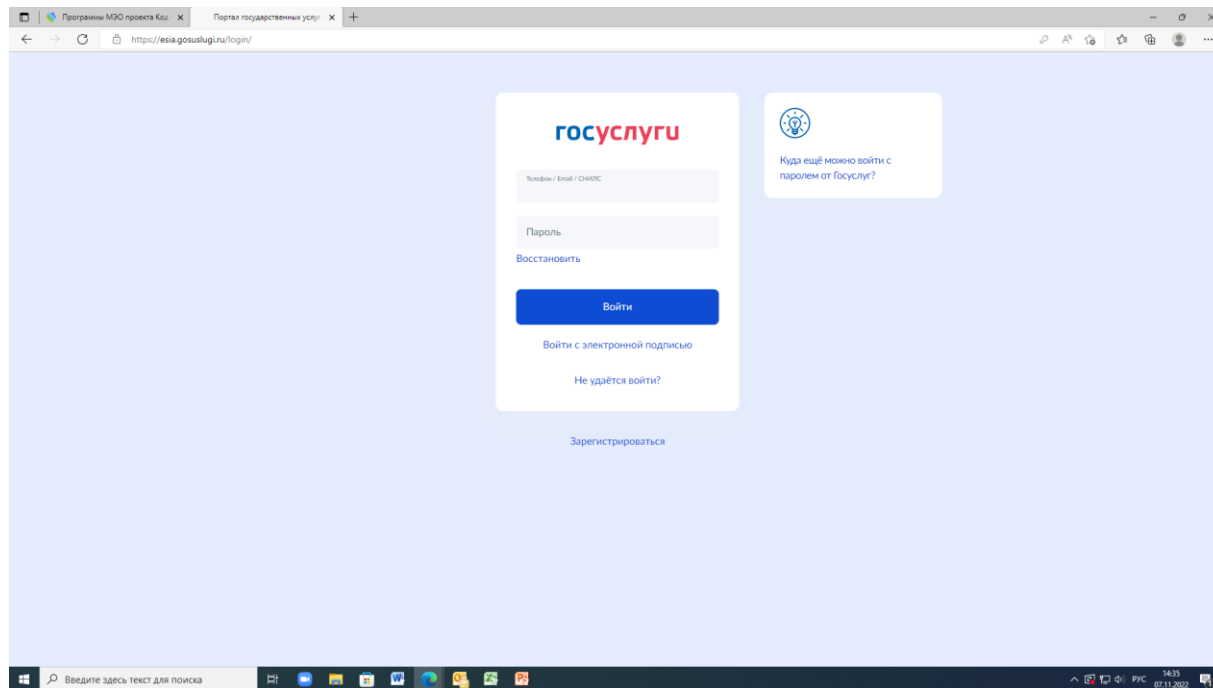 Программы МЭО проекта Код
Портал государственных услуг
https://esia.gosuslugi.ru/login/
госуслуги
Телефон / Email / СНИЛС
Пароль
Восстановить
Войти
Войти с электронной подписью
Не удаётся войти?
Зарегистрироваться
Куда ещё можно войти с
паролем от Госуслуг?
Введите здесь текст для поиска
РУС
14:35
07.11.2022